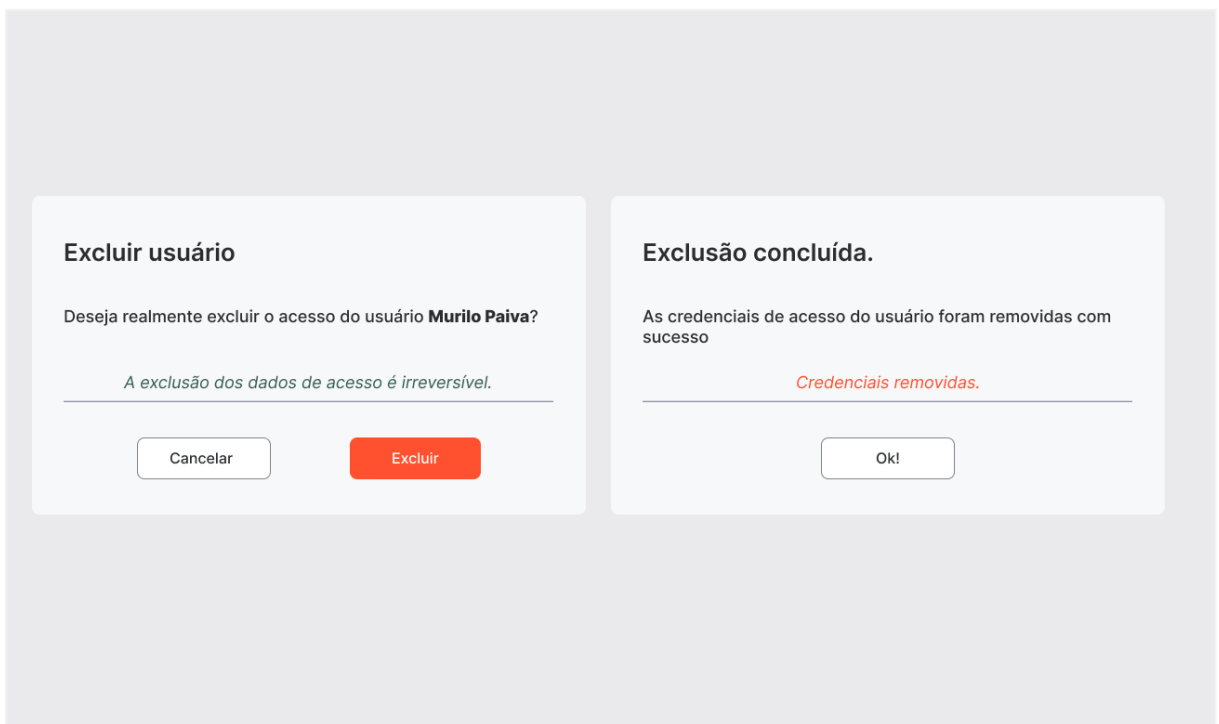 Excluir usuário
Deseja realmente excluir o acesso do usuário Murilo Paiva?
A exclusão dos dados de acesso é irreversível.
Cancelar
Excluir
Exclusão concluída.
As credenciais de acesso do usuário foram removidas com
sucesso
Credenciais removidas.
Ok!